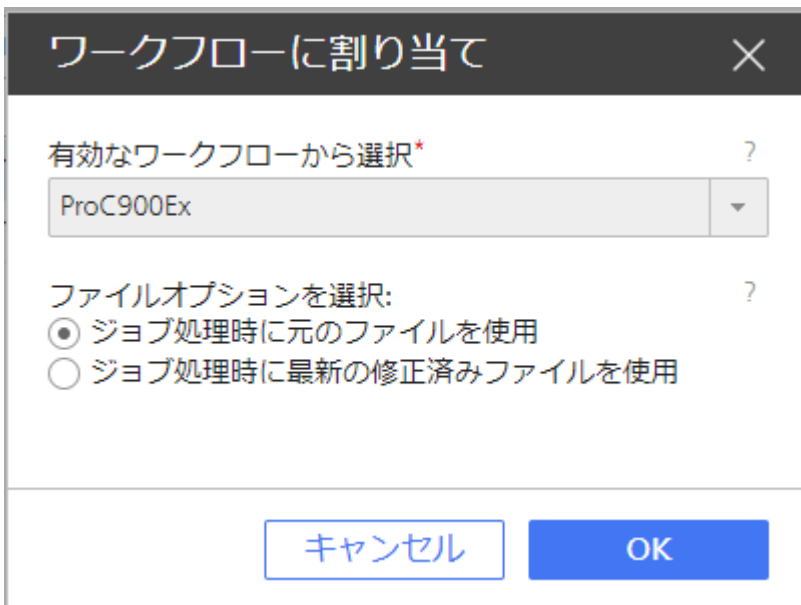 ワークフローに割り当て
有効なワークフローから選択*
?
ProC900Ex
ファイルオプションを選択:
?
ジョブ処理時に元のファイルを使用
ジョブ処理時に最新の修正済みファイルを使用
キャンセル
OK